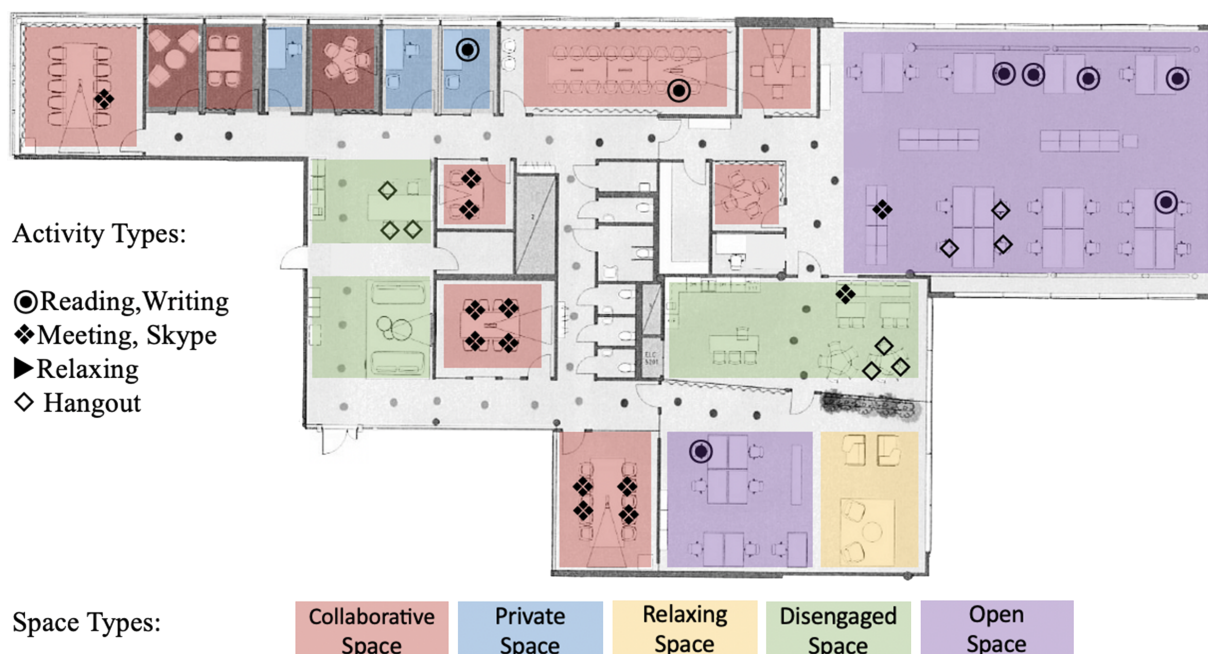 Activity Types:
Reading,Writing
Meeting, Skype
Relaxing
Hangout
Space Types:
Collaborative
Space
Private
Space
Relaxing
Space
Disengaged
Space
Open
Space